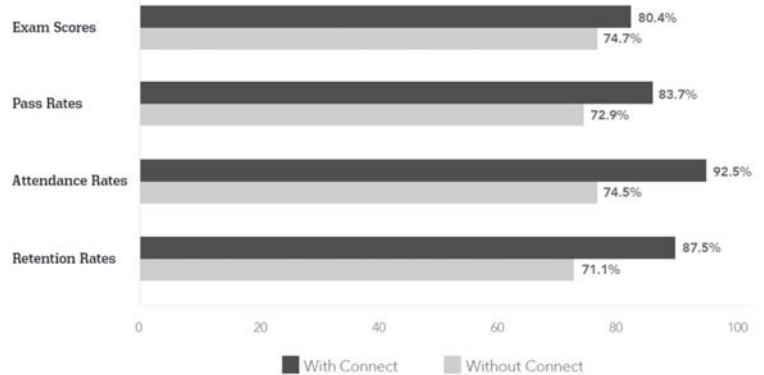 Exam Scores
80.4%
74.7%
Pass Rates
83.7%
72.9%
Attendance Rates
92.5%
74.5%
Retention Rates
87.5%
71.1%
0 20 40 60 80 100
With Connect Without Connect